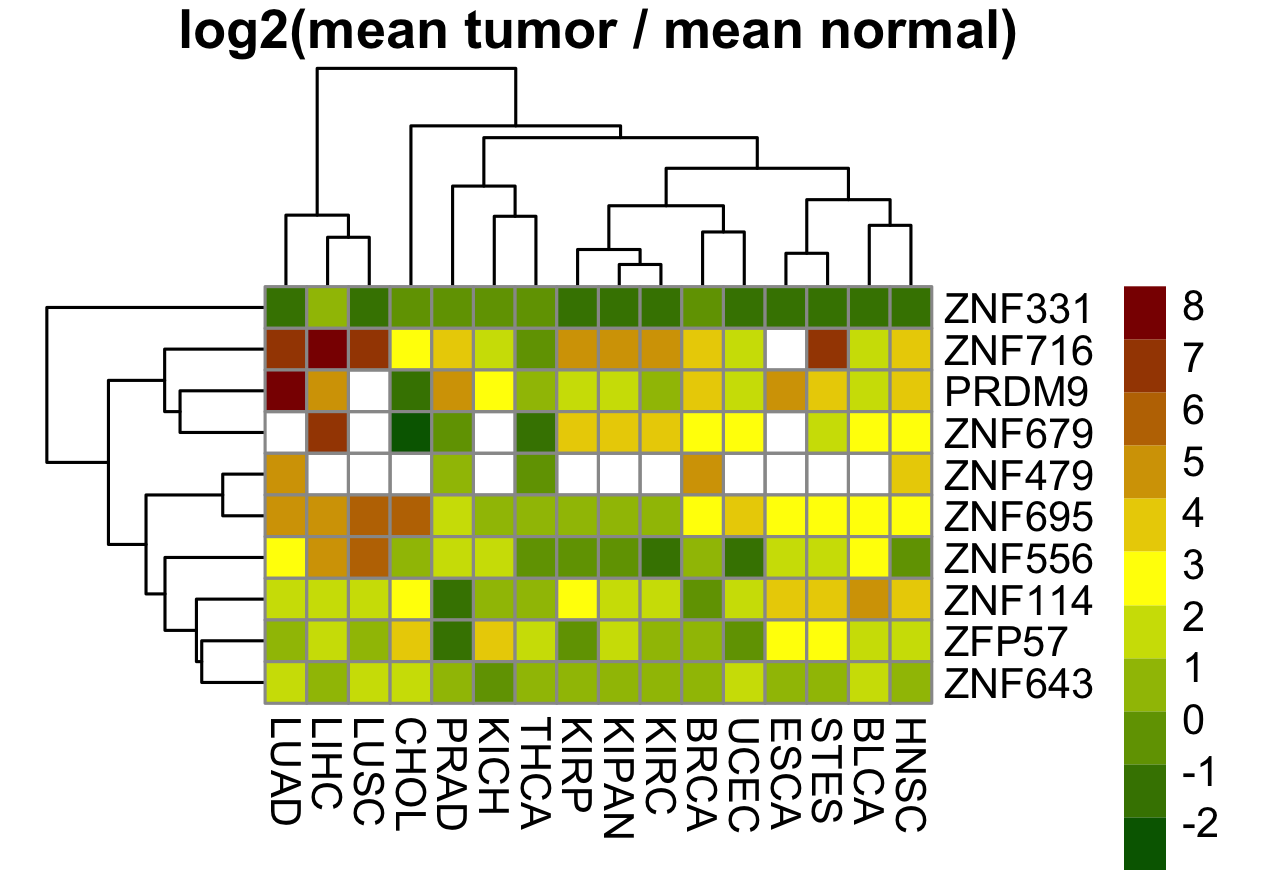 log2(mean tumor / mean normal)
ZNF331
ZNF716
PRDM9
ZNF679
ZNF479
ZNF695
ZNF556
ZNF114
ZFP57
ZNF643
LUAD
LIHC
LUSC
CHOL
PRAD
KICH
THCA
KIRP
KIPAN
KIRC
BRCA
UCEC
ESCA
STES
BLCA
HNSC
8
7
6
5
4
3
2
1
0
-1
-2